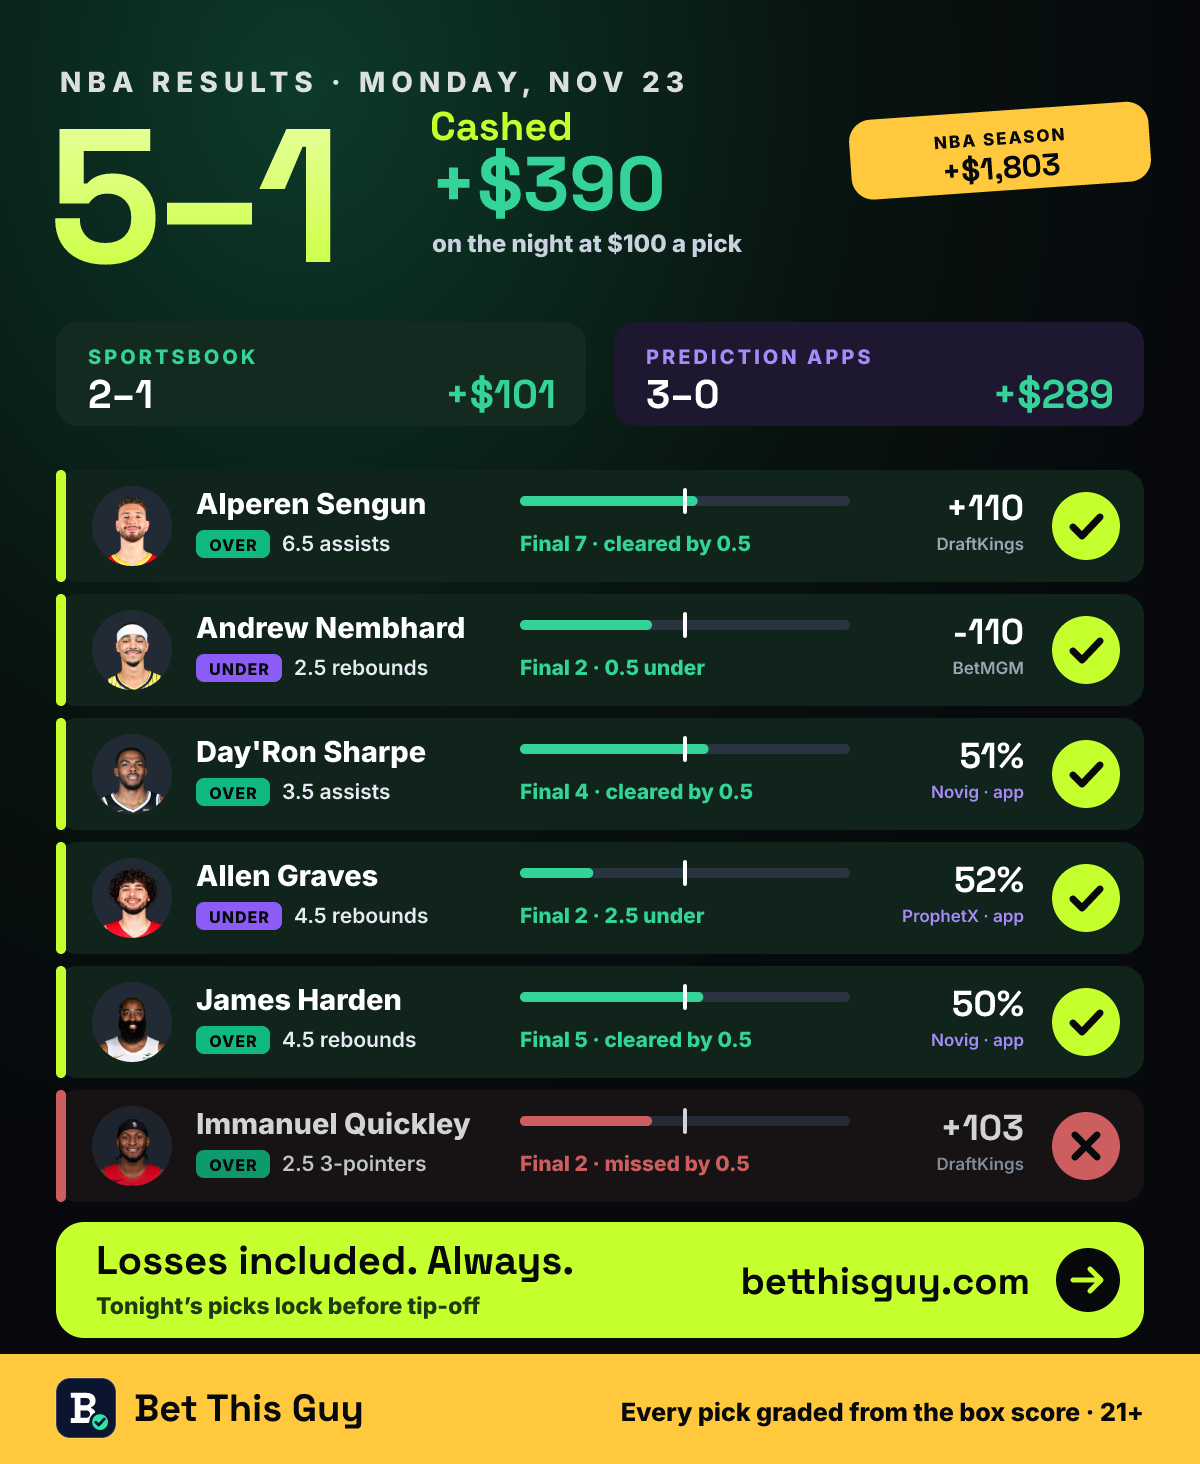 NBA RESULTS · MONDAY, NOV 23
5–1
Cashed
+$390
on the night at $100 a pick
NBA SEASON
+$1,803
SPORTSBOOK
2–1
+$101
PREDICTION APPS
3–0
+$289
Alperen Sengun
OVER 6.5 assists
Final 7 · cleared by 0.5
+110
DraftKings
Andrew Nembhard
UNDER 2.5 rebounds
Final 2 · 0.5 under
-110
BetMGM
Day'Ron Sharpe
OVER 3.5 assists
Final 4 · cleared by 0.5
51%
Novig · app
Allen Graves
UNDER 4.5 rebounds
Final 2 · 2.5 under
52%
ProphetX · app
James Harden
OVER 4.5 rebounds
Final 5 · cleared by 0.5
50%
Novig · app
Immanuel Quickley
OVER 2.5 3-pointers
Final 2 · missed by 0.5
+103
DraftKings
Losses included. Always.
Tonight’s picks lock before tip-off
betthisguy.com
B
Bet This Guy
Every pick graded from the box score · 21+